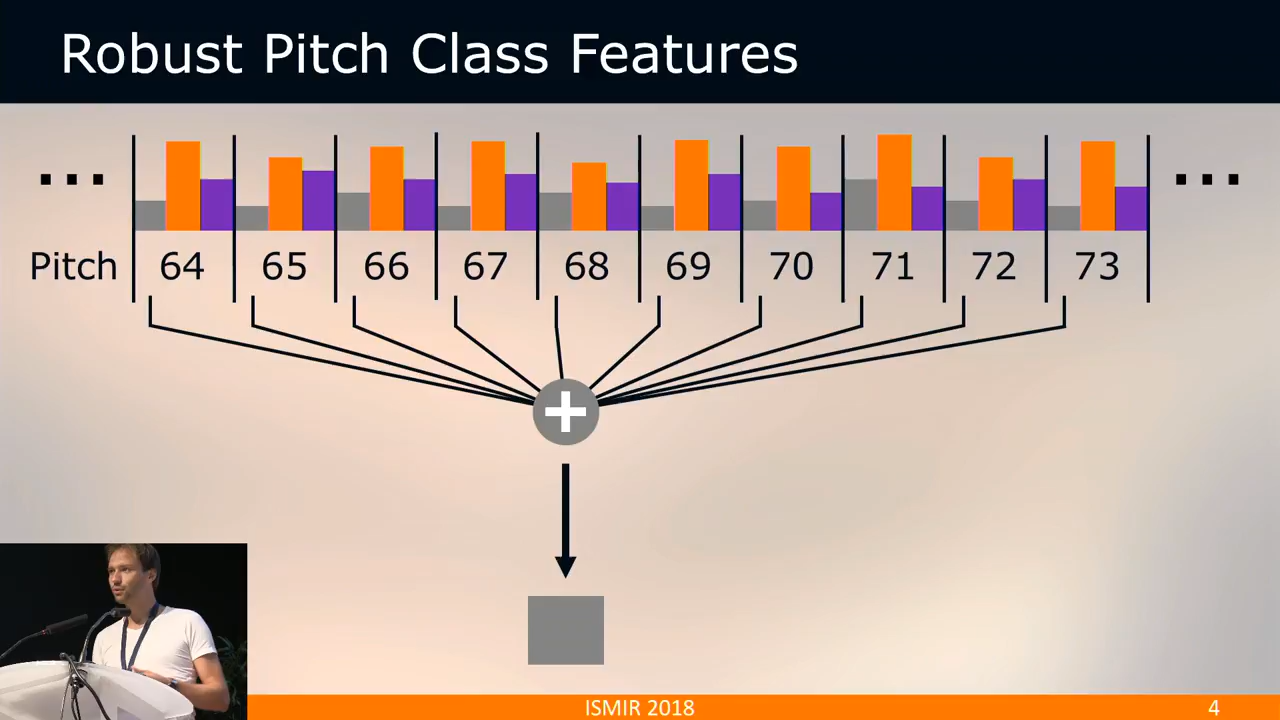 Robust Pitch Class Features
... ...
Pitch 64 65 66 67 68 69 70 71 72 73
+
ISMIR 2018 4